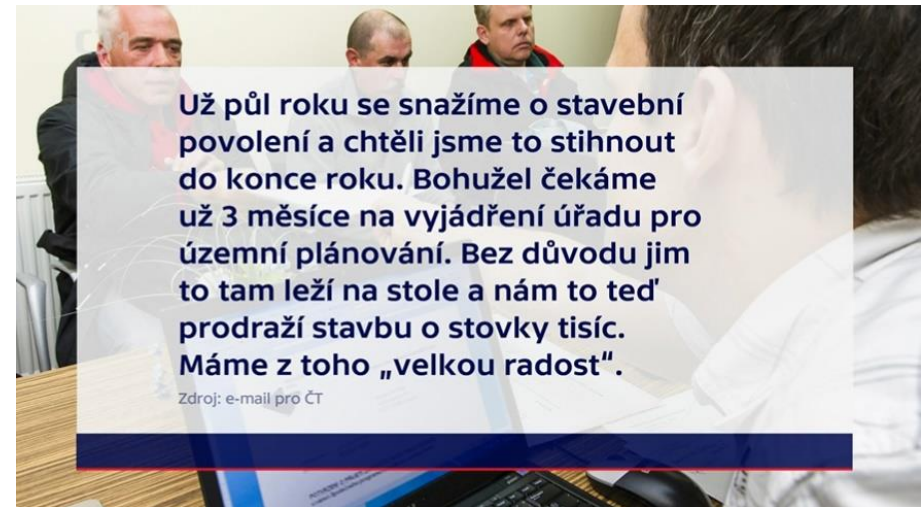 Už půl roku se snažíme o stavební
povolení a chtěli jsme to stihnout
do konce roku. Bohužel čekáme
už 3 měsíce na vyjádření úřadu pro
územní plánování. Bez důvodu jim
to tam leží na stole a nám to teď
prodraží stavbu o stovky tisíc.
Máme z toho „velkou radost“.
Zdroj: e-mail pro ČT